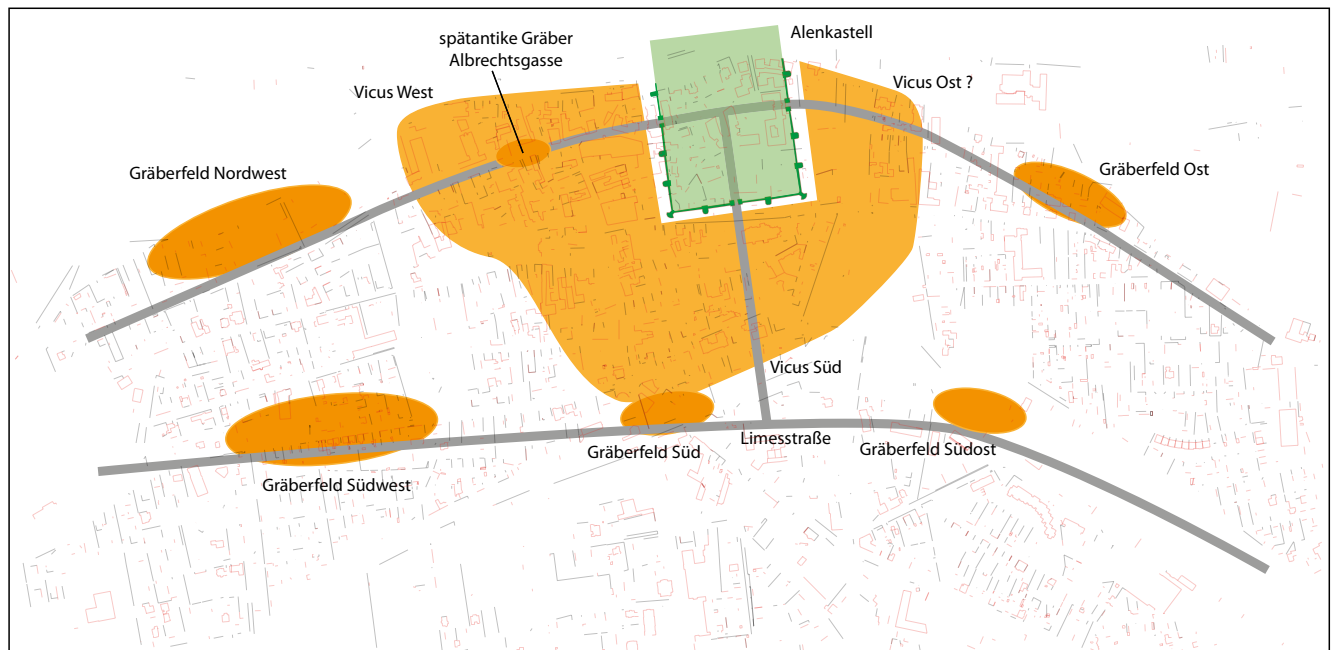 Alenkastell
spätantike Gräber
Albrechtsgasse
Vicus West
Vicus Ost ?
Gräberfeld Nordwest
Gräberfeld Ost
Vicus Süd
Limesstraße
Gräberfeld Süd
Gräberfeld Südost
Gräberfeld Südwest